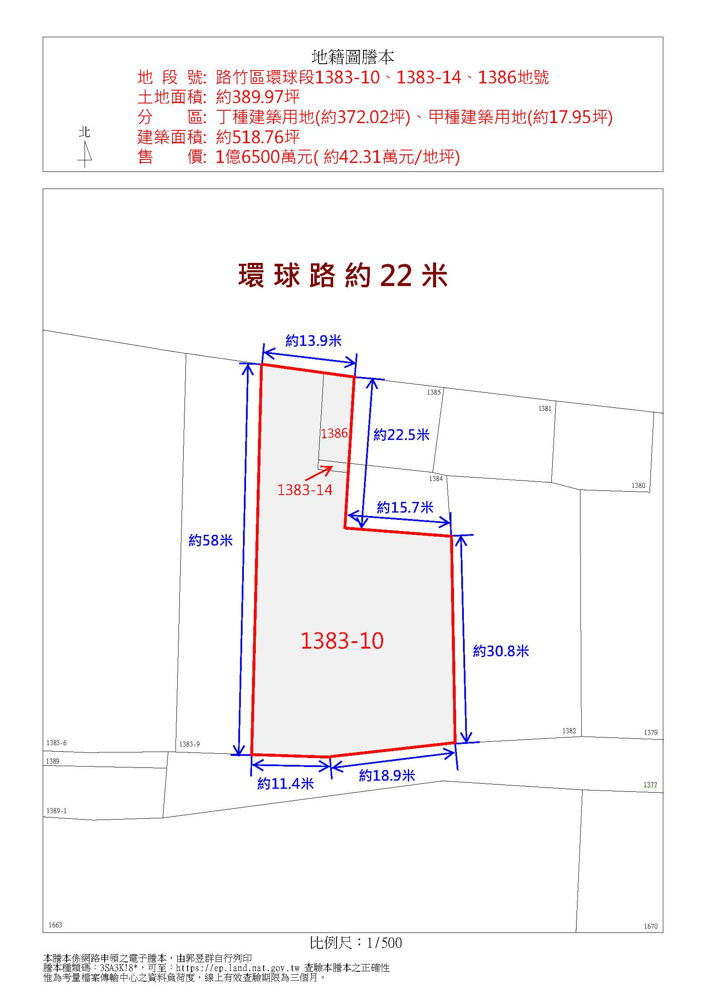 地籍圖謄本
地 段 號: 路竹區環球段1383-10、1383-14、1386地號
土地面積: 約389.97坪
分 區: 丁種建築用地(約372.02坪)、甲種建築用地(約17.95坪)
建築面積: 約518.76坪
售 價: 1億6500萬元( 約42.31萬元/地坪)
北
環 球 路 約 22 米
約13.9米
1385
1381
1386
約22.5米
1384
1380
1383-14
約15.7米
約58米
1383-10
約30.8米
1383-6
1383-9
1382
1379
1389
約11.4米
約18.9米
1377
1389-1
1663
1670
比例尺：1/500
本謄本係網路申領之電子謄本，由郭昱群自行列印
謄本種類碼：3SA3K!8*，可至：https://ep.land.nat.gov.tw 查驗本謄本之正確性
惟為考量檔案傳輸中心之資料負荷度，線上有效查驗期限為三個月。